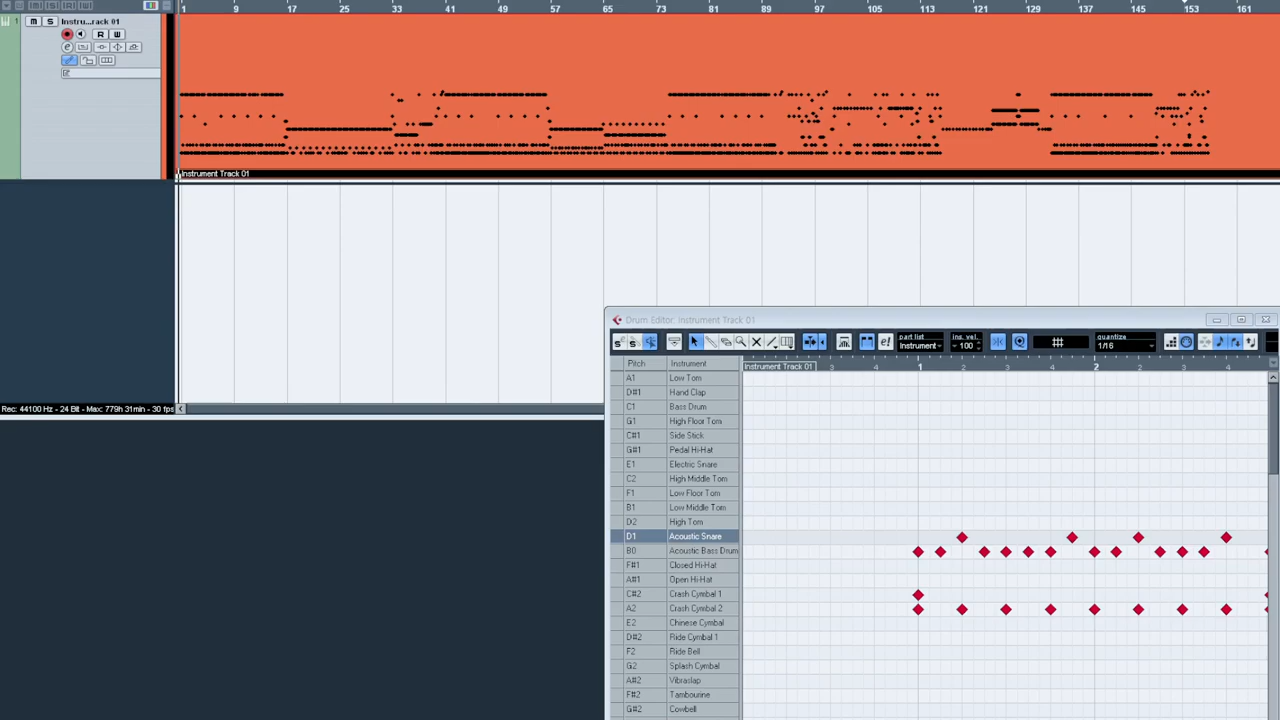 1 9 17 25 33 41 49 57 65 73 81 89 97 105 113 121 129 137 145 153 161
1 M S Instru...rack 01
R W
e
Instrument Track 01
Rec: 44100 Hz - 24 Bit - Max: 779h 31min - 30 fps
Drum Editor: Instrument Track 01
part list ins. vel. quantize
e! Instrument 100 1/16
Pitch Instrument Instrument Track 01 3 4 1 2 3 4 2 2 3 4
A1 Low Tom
D#1 Hand Clap
C1 Bass Drum
G1 High Floor Tom
C#1 Side Stick
G#1 Pedal Hi-Hat
E1 Electric Snare
C2 High Middle Tom
F1 Low Floor Tom
B1 Low Middle Tom
D2 High Tom
D1 Acoustic Snare
B0 Acoustic Bass Drum
F#1 Closed Hi-Hat
A#1 Open Hi-Hat
C#2 Crash Cymbal 1
A2 Crash Cymbal 2
E2 Chinese Cymbal
D#2 Ride Cymbal 1
F2 Ride Bell
G2 Splash Cymbal
A#2 Vibraslap
F#2 Tambourine
G#2 Cowbell